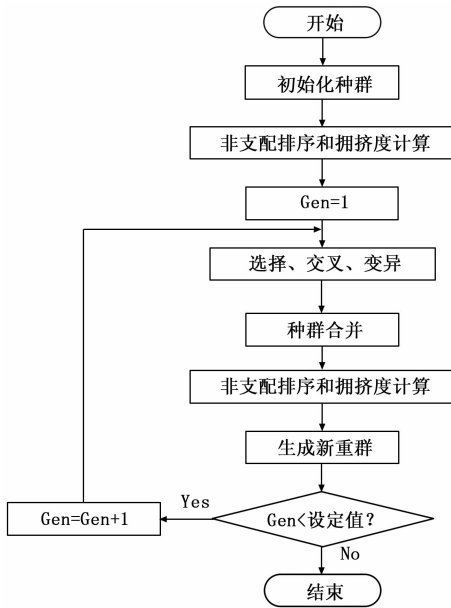 开始
初始化种群
非支配排序和拥挤度计算
Gen=1
选择、交叉、变异
种群合并
非支配排序和拥挤度计算
生成新重群
Gen<设定值？
Yes
Gen=Gen+1
No
结束